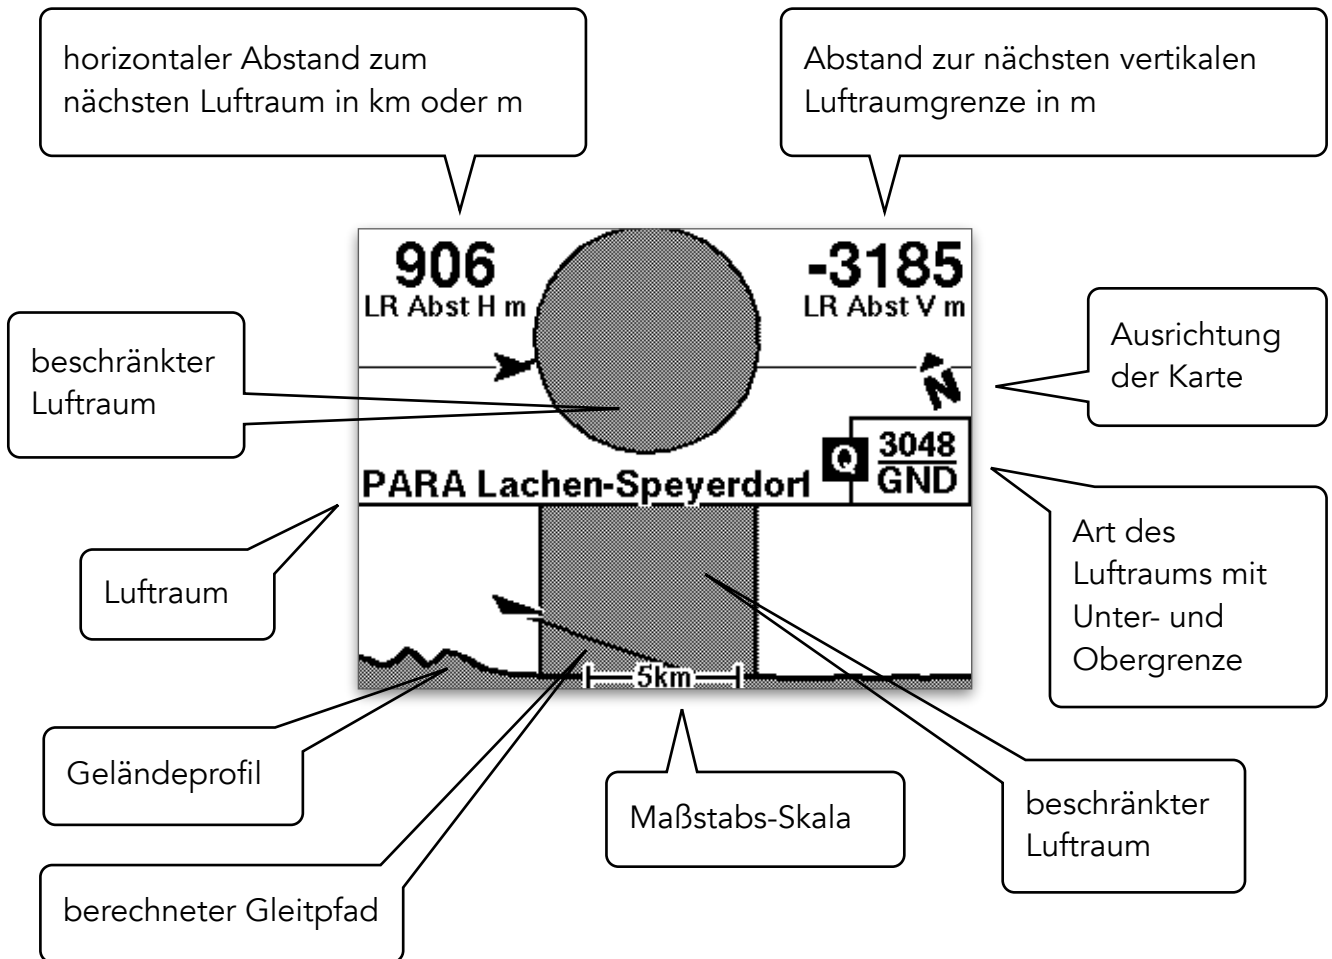 horizontaler Abstand zum
nächsten Luftraum in km oder m
Abstand zur nächsten vertikalen
Luftraumgrenze in m
906
LR Abst H m
-3185
LR Abst V m
beschränkter
Luftraum
Ausrichtung
der Karte
N
Q
3048
GND
PARA Lachen-Speyerdorf
Luftraum
Art des
Luftraums mit
Unter- und
Obergrenze
5km
Geländeprofil
Maßstabs-Skala
beschränkter
Luftraum
berechneter Gleitpfad